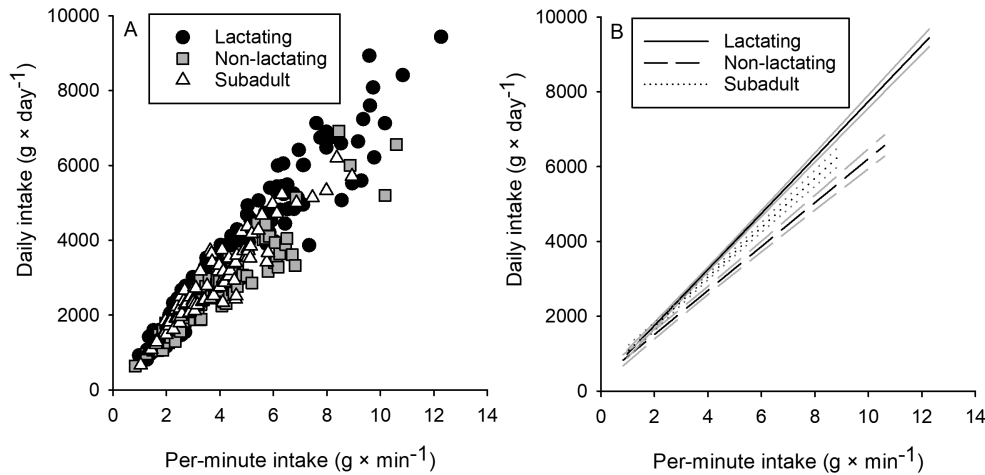 A
Lactating
Non-lactating
Subadult
10000
8000
6000
4000
2000
0
Daily intake (g × day⁻¹)
0 2 4 6 8 10 12 14
Per-minute intake (g × min⁻¹)
B
Lactating
Non-lactating
Subadult
10000
8000
6000
4000
2000
0
Daily intake (g × day⁻¹)
0 2 4 6 8 10 12 14
Per-minute intake (g × min⁻¹)